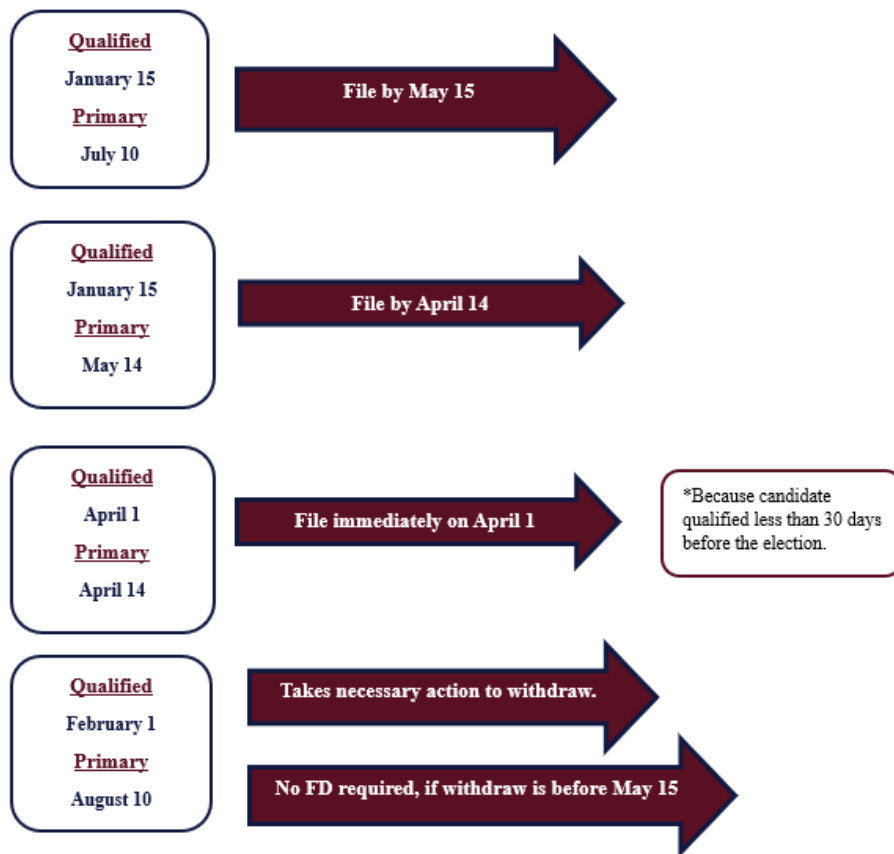 Qualified
January 15
Primary
July 10
File by May 15
Qualified
January 15
Primary
May 14
File by April 14
Qualified
April 1
Primary
April 14
File immediately on April 1
*Because candidate
qualified less than 30 days
before the election.
Qualified
February 1
Primary
August 10
Takes necessary action to withdraw.
No FD required, if withdraw is before May 15